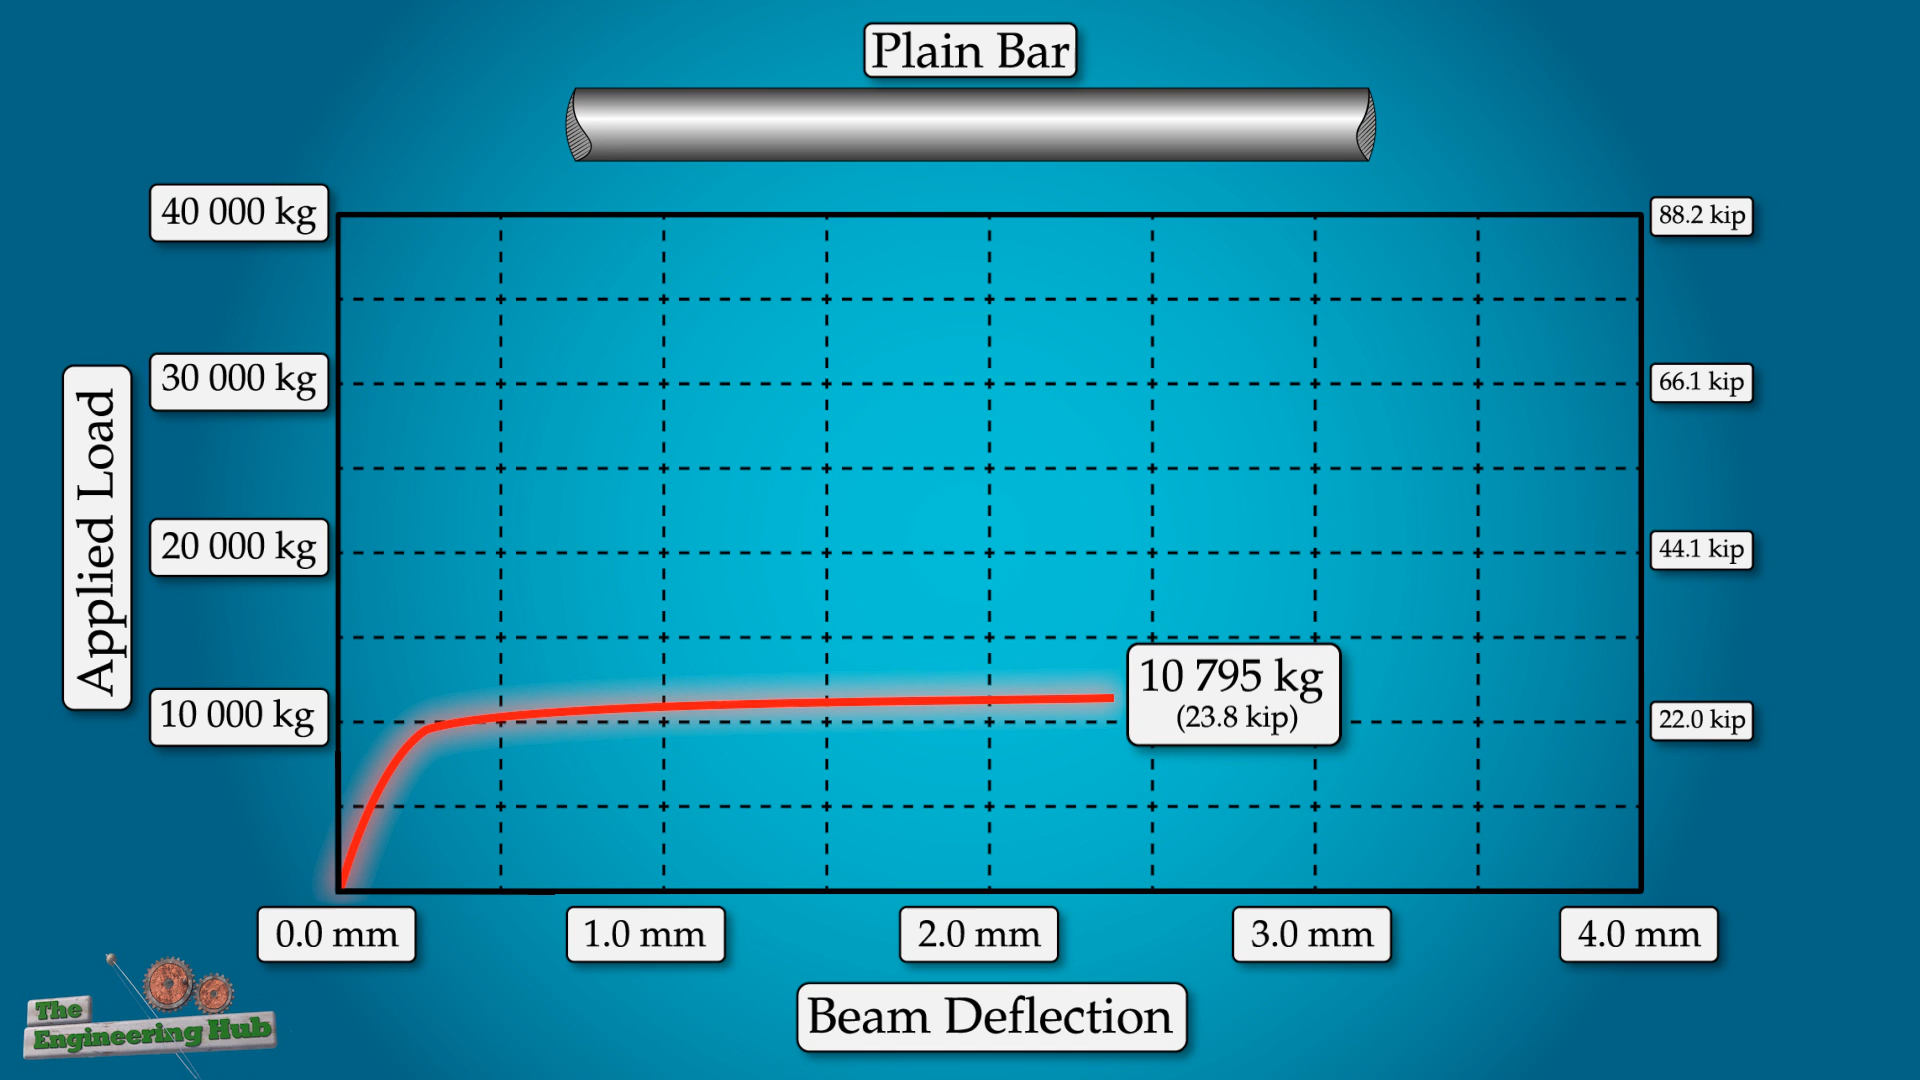 Plain Bar
40 000 kg
88.2 kip
30 000 kg
66.1 kip
Applied Load
20 000 kg
44.1 kip
10 795 kg
(23.8 kip)
10 000 kg
22.0 kip
0.0 mm
1.0 mm
2.0 mm
3.0 mm
4.0 mm
Beam Deflection
The
Engineering Hub